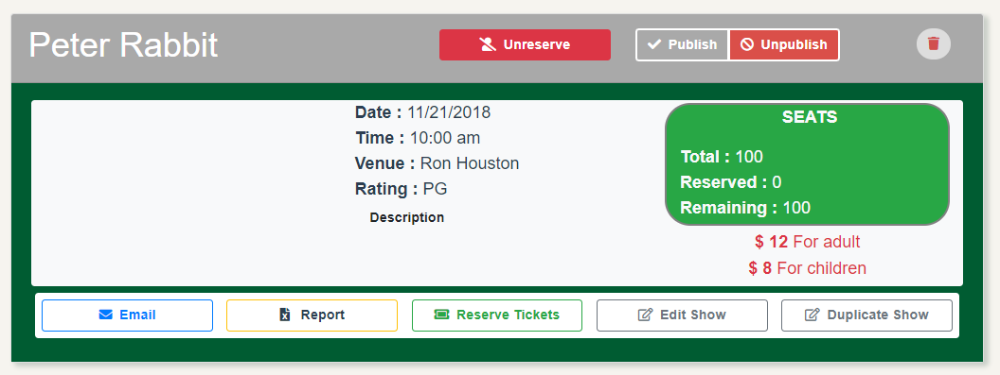 Peter Rabbit
Unreserve
Publish
Unpublish
Date : 11/21/2018
Time : 10:00 am
Venue : Ron Houston
Rating : PG
Description
SEATS
Total : 100
Reserved : 0
Remaining : 100
$ 12 For adult
$ 8 For children
Email
Report
Reserve Tickets
Edit Show
Duplicate Show